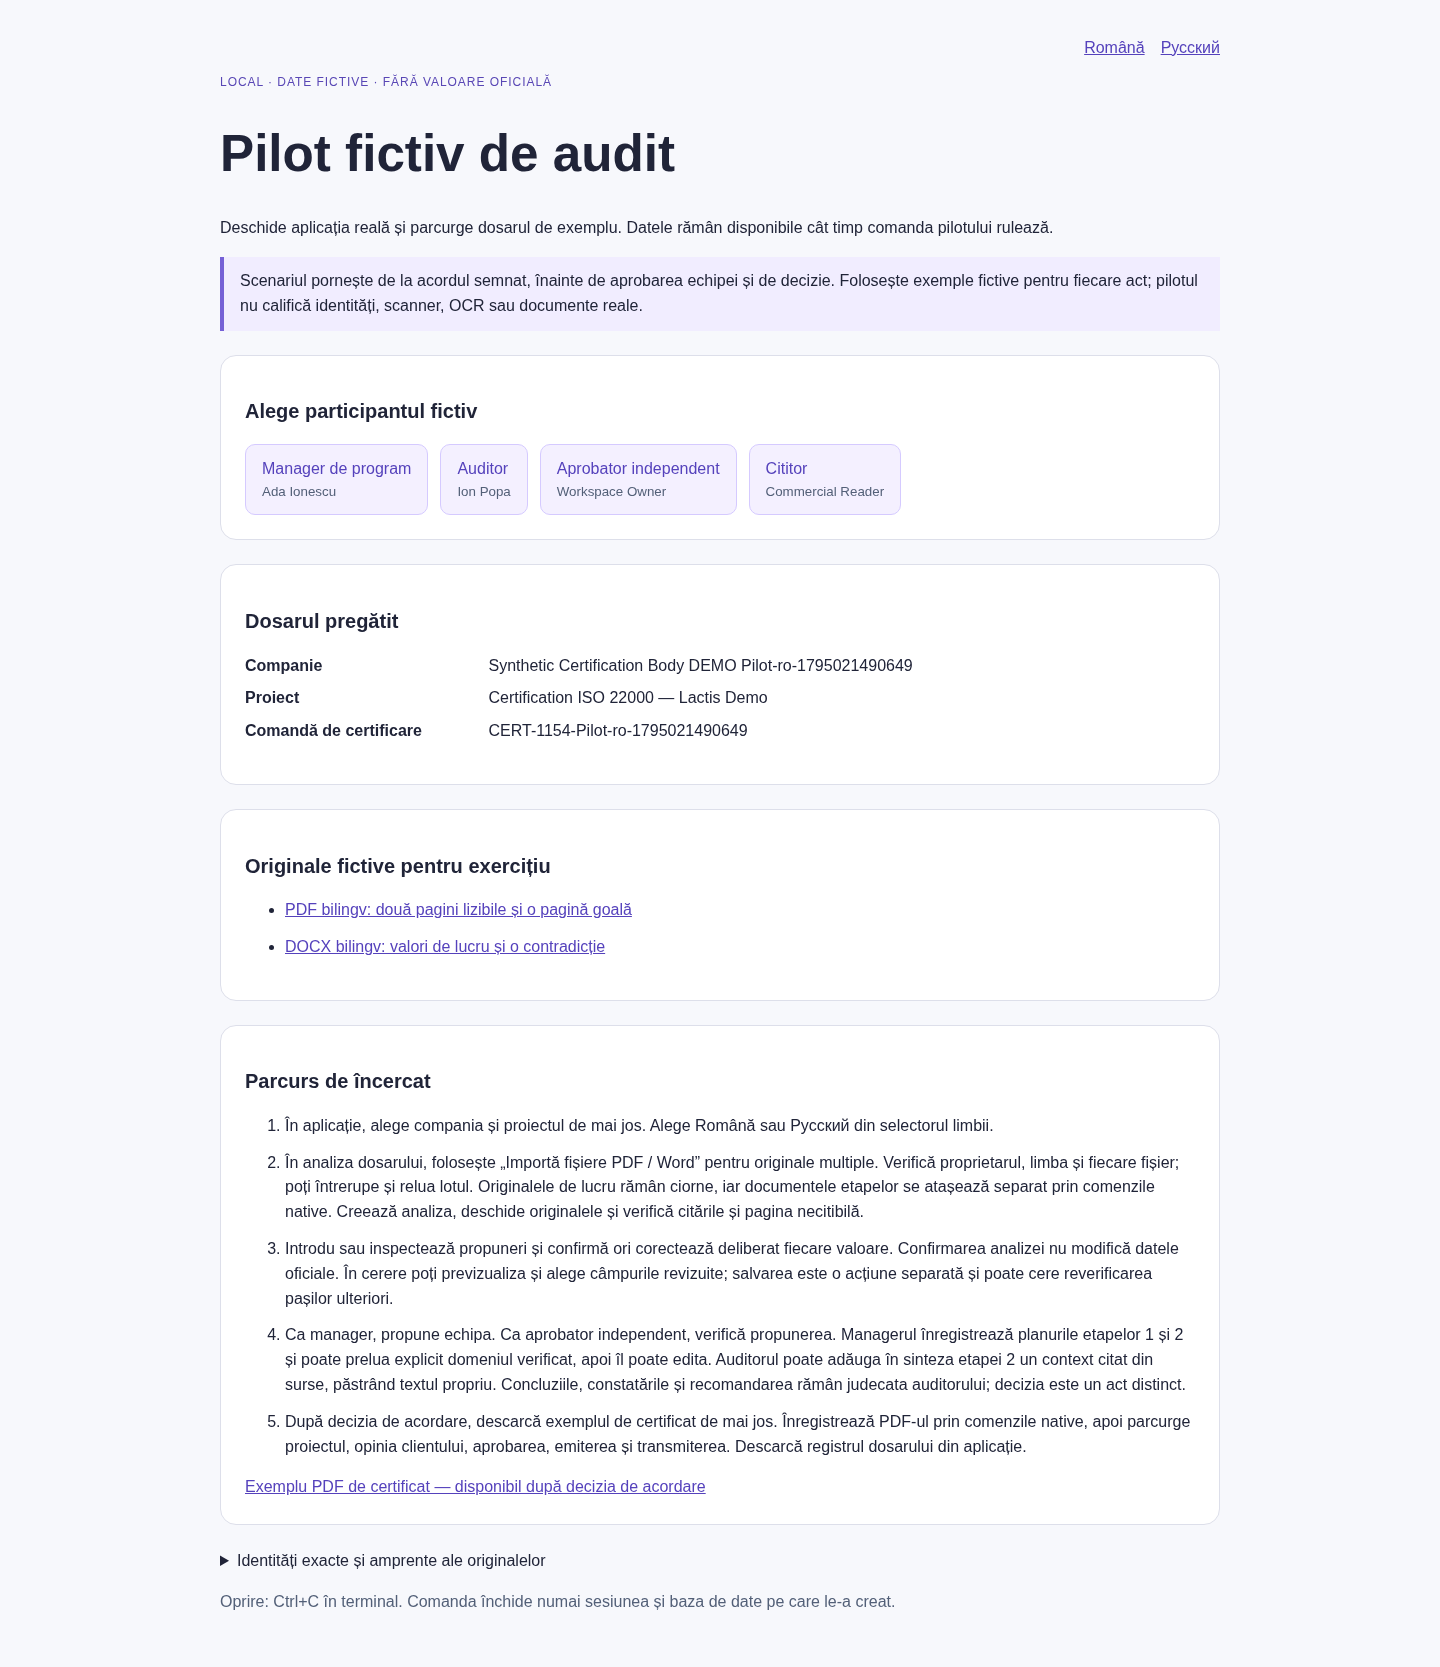 Română Русский
LOCAL · DATE FICTIVE · FĂRĂ VALOARE OFICIALĂ
Pilot fictiv de audit
Deschide aplicația reală și parcurge dosarul de exemplu. Datele rămân disponibile cât timp comanda pilotului rulează.
Scenariul pornește de la acordul semnat, înainte de aprobarea echipei și de decizie. Folosește exemple fictive pentru fiecare act; pilotul
nu califică identități, scanner, OCR sau documente reale.
Alege participantul fictiv
Manager de program
Ada Ionescu
Auditor
Ion Popa
Aprobator independent
Workspace Owner
Cititor
Commercial Reader
Dosarul pregătit
Companie Synthetic Certification Body DEMO Pilot-ro-1795021490649
Proiect Certification ISO 22000 — Lactis Demo
Comandă de certificare CERT-1154-Pilot-ro-1795021490649
Originale fictive pentru exercițiu
• PDF bilingv: două pagini lizibile și o pagină goală
• DOCX bilingv: valori de lucru și o contradicție
Parcurs de încercat
1. În aplicație, alege compania și proiectul de mai jos. Alege Română sau Русский din selectorul limbii.
2. În analiza dosarului, folosește „Importă fișiere PDF / Word” pentru originale multiple. Verifică proprietarul, limba și fiecare fișier;
poți întrerupe și relua lotul. Originalele de lucru rămân ciorne, iar documentele etapelor se atașează separat prin comenzile
native. Creează analiza, deschide originalele și verifică citările și pagina necitibilă.
3. Introdu sau inspectează propuneri și confirmă ori corectează deliberat fiecare valoare. Confirmarea analizei nu modifică datele
oficiale. În cerere poți previzualiza și alege câmpurile revizuite; salvarea este o acțiune separată și poate cere reverificarea
pașilor ulteriori.
4. Ca manager, propune echipa. Ca aprobator independent, verifică propunerea. Managerul înregistrează planurile etapelor 1 și 2
și poate prelua explicit domeniul verificat, apoi îl poate edita. Auditorul poate adăuga în sinteza etapei 2 un context citat din
surse, păstrând textul propriu. Concluziile, constatările și recomandarea rămân judecata auditorului; decizia este un act distinct.
5. După decizia de acordare, descarcă exemplul de certificat de mai jos. Înregistrează PDF-ul prin comenzile native, apoi parcurge
proiectul, opinia clientului, aprobarea, emiterea și transmiterea. Descarcă registrul dosarului din aplicație.
Exemplu PDF de certificat — disponibil după decizia de acordare
Identități exacte și amprente ale originalelor
Oprire: Ctrl+C în terminal. Comanda închide numai sesiunea și baza de date pe care le-a creat.